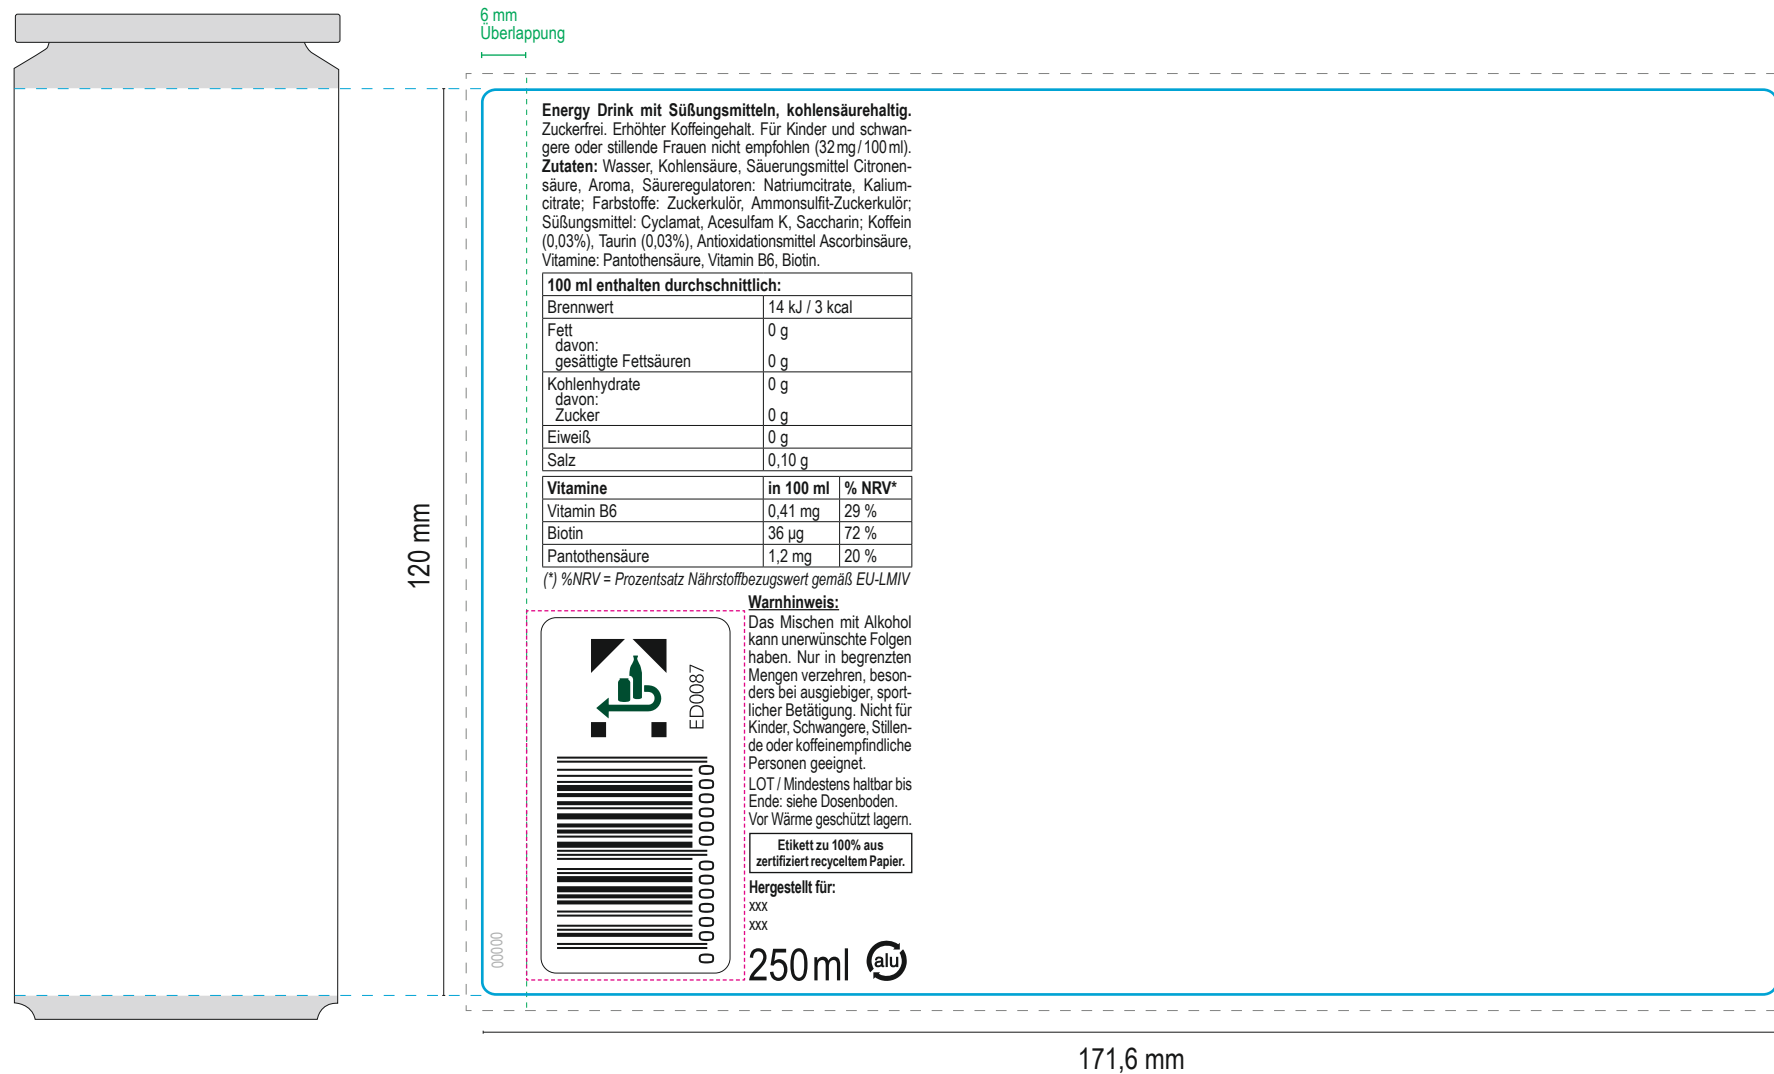 6 mm
Überlappung
Energy Drink mit Süßungsmitteln, kohlensäurehaltig.
Zuckerfrei. Erhöhter Koffeingehalt. Für Kinder und schwan-
gere oder stillende Frauen nicht empfohlen (32 mg / 100 ml).
Zutaten: Wasser, Kohlensäure, Säuerungsmittel Citronen-
säure, Aroma, Säureregulatoren: Natriumcitrate, Kalium-
citrate; Farbstoffe: Zuckerkulör, Ammonsulfit-Zuckerkulör;
Süßungsmittel: Cyclamat, Acesulfam K, Saccharin; Koffein
(0,03%), Taurin (0,03%), Antioxidationsmittel Ascorbinsäure,
Vitamine: Pantothensäure, Vitamin B6, Biotin.
100 ml enthalten durchschnittlich:
Brennwert 14 kJ / 3 kcal
Fett 0 g
davon:
gesättigte Fettsäuren 0 g
Kohlenhydrate 0 g
davon:
Zucker 0 g
Eiweiß 0 g
Salz 0,10 g
Vitamine in 100 ml % NRV*
Vitamin B6 0,41 mg 29 %
Biotin 36 µg 72 %
Pantothensäure 1,2 mg 20 %
(*) %NRV = Prozentsatz Nährstoffbezugswert gemäß EU-LMIV
Warnhinweis:
Das Mischen mit Alkohol
kann unerwünschte Folgen
haben. Nur in begrenzten
Mengen verzehren, beson-
ders bei ausgiebiger, sport-
licher Betätigung. Nicht für
Kinder, Schwangere, Stillen-
de oder koffeinempfindliche
Personen geeignet.
LOT / Mindestens haltbar bis
Ende: siehe Dosenboden.
Vor Wärme geschützt lagern.
Etikett zu 100% aus
zertifiziert recyceltem Papier.
Hergestellt für:
xxx
xxx
250 ml
alu
ED0087
0 000000 000000
00000
120 mm
171,6 mm